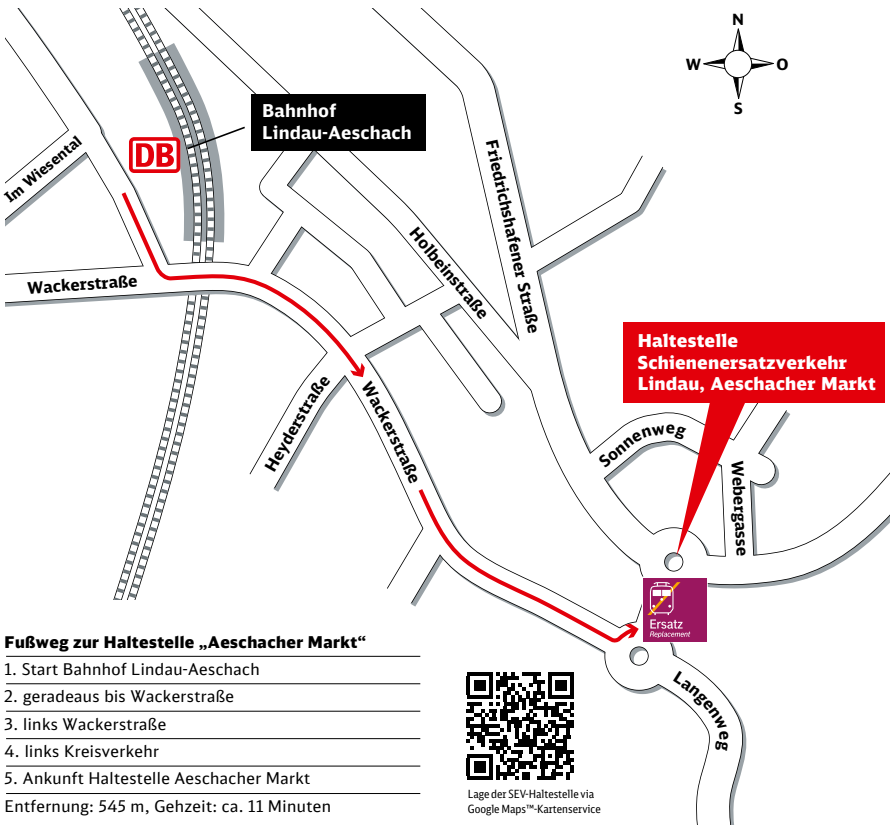 N
W
O
S
Bahnhof
Lindau-Aeschach
DB
Im Wiesental
Friedrichshafener Straße
Holbeinstraße
Wackerstraße
Haltestelle
Schienenersatzverkehr
Lindau, Aeschacher Markt
Heyderstraße
Wackerstraße
Sonnenweg
Webergasse
Ersatz
Replacement
Langenweg
Fußweg zur Haltestelle „Aeschacher Markt“
1. Start Bahnhof Lindau-Aeschach
2. geradeaus bis Wackerstraße
3. links Wackerstraße
4. links Kreisverkehr
5. Ankunft Haltestelle Aeschacher Markt
Entfernung: 545 m, Gehzeit: ca. 11 Minuten
Lage der SEV-Haltestelle via
Google Maps™-Kartenservice